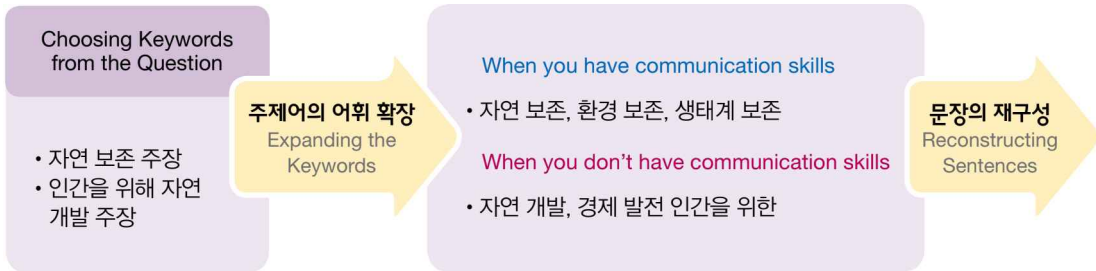 Choosing Keywords
from the Question
• 자연 보존 주장
• 인간을 위해 자연
개발 주장
주제어의 어휘 확장
Expanding the
Keywords
When you have communication skills
• 자연 보존, 환경 보존, 생태계 보존
When you don't have communication skills
• 자연 개발, 경제 발전 인간을 위한
문장의 재구성
Reconstructing
Sentences